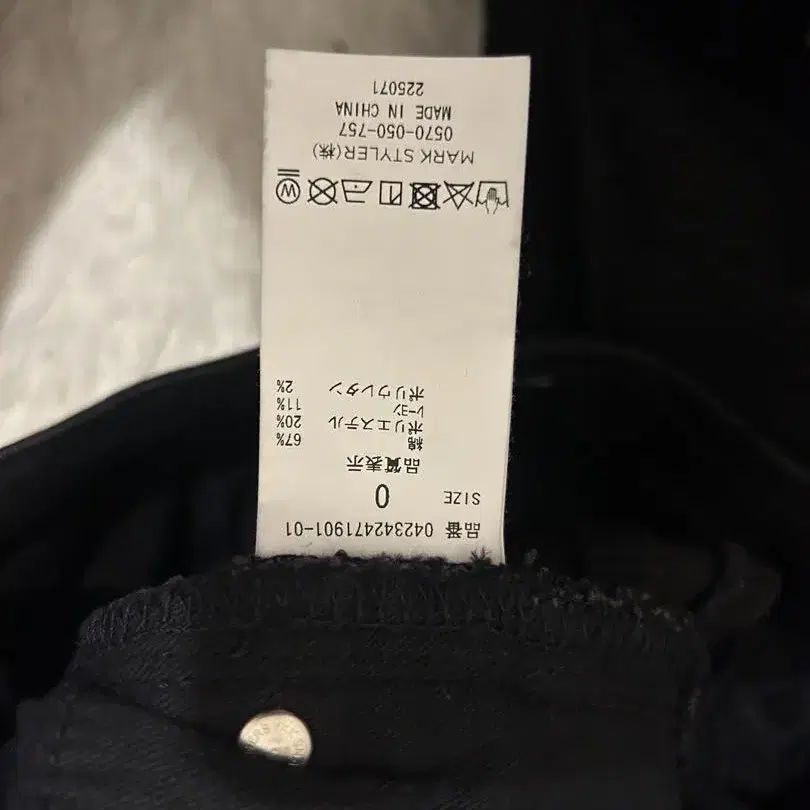 品番 042342471901-01
SIZE 0
品質表示
綿 67%
ポリエステル 20%
レーヨン 11%
ポリウレタン 2%
MARK STYLER(株)
0570-050-757
MADE IN CHINA
225071